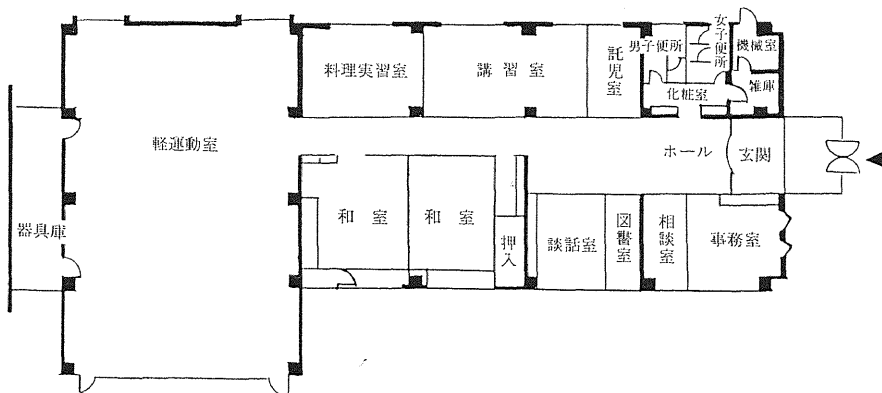 料理実習室
講習室
託児室
男子便所
女子便所
機械室
化粧室
雑庫
軽運動室
ホール
玄関
器具庫
和室
和室
押入
談話室
図書室
相談室
事務室